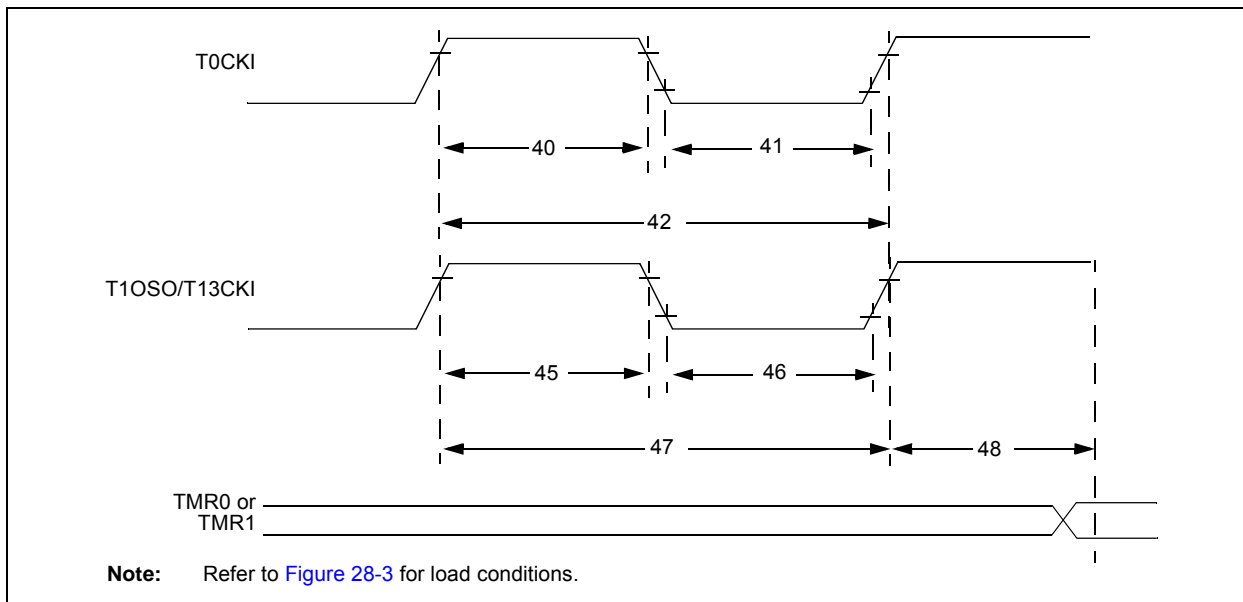 T0CKI
40
41
42
T1OSO/T13CKI
45
46
47
48
TMR0 or
TMR1
Note: Refer to Figure 28-3 for load conditions.